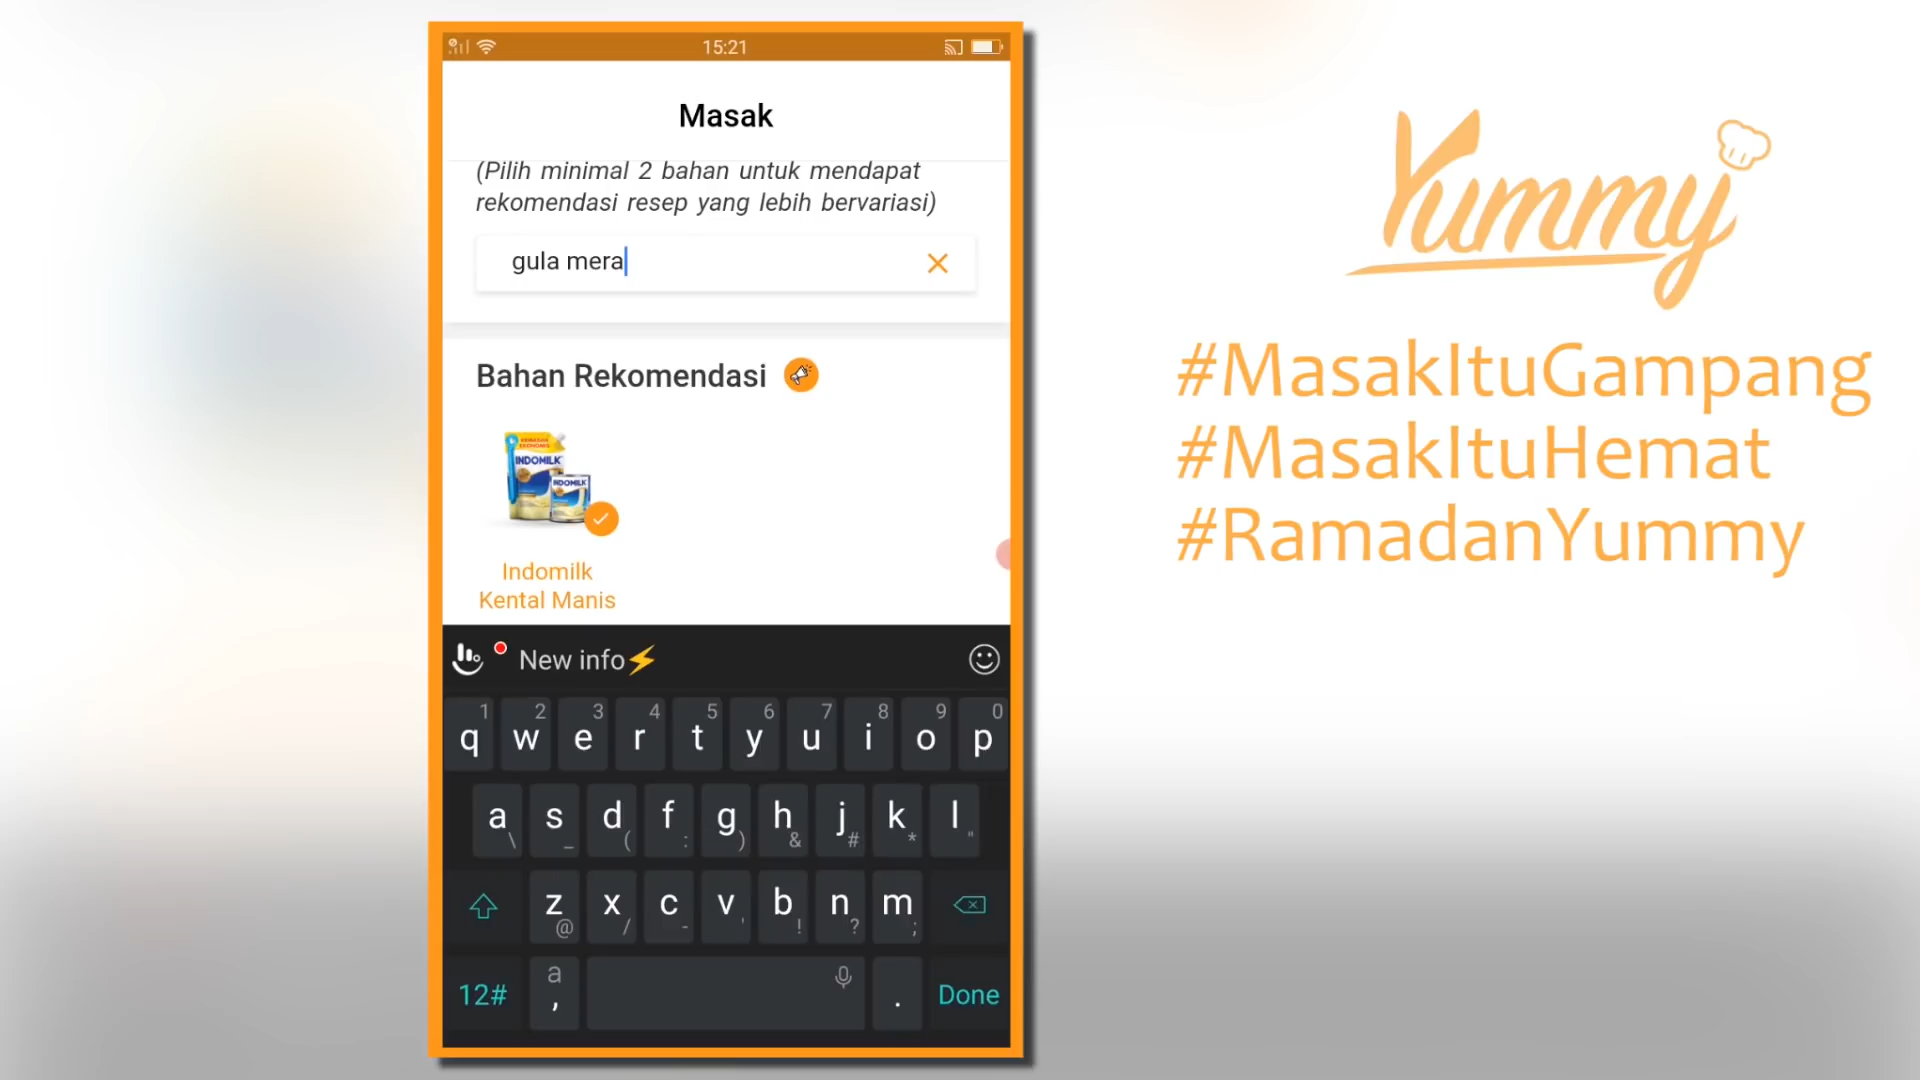 15:21
Masak
(Pilih minimal 2 bahan untuk mendapat
rekomendasi resep yang lebih bervariasi)
gula mera
Bahan Rekomendasi
INDOMILK
INDOMILK
Indomilk
Kental Manis
New info⚡
1 2 3 4 5 6 7 8 9 0
q w e r t y u i o p
a s d f g h j k l
\ _ ( : ) & # * "
z x c v b n m
@ / - ' ! ? ;
12# a , . Done
Yummy
#MasakItuGampang
#MasakItuHemat
#RamadanYummy